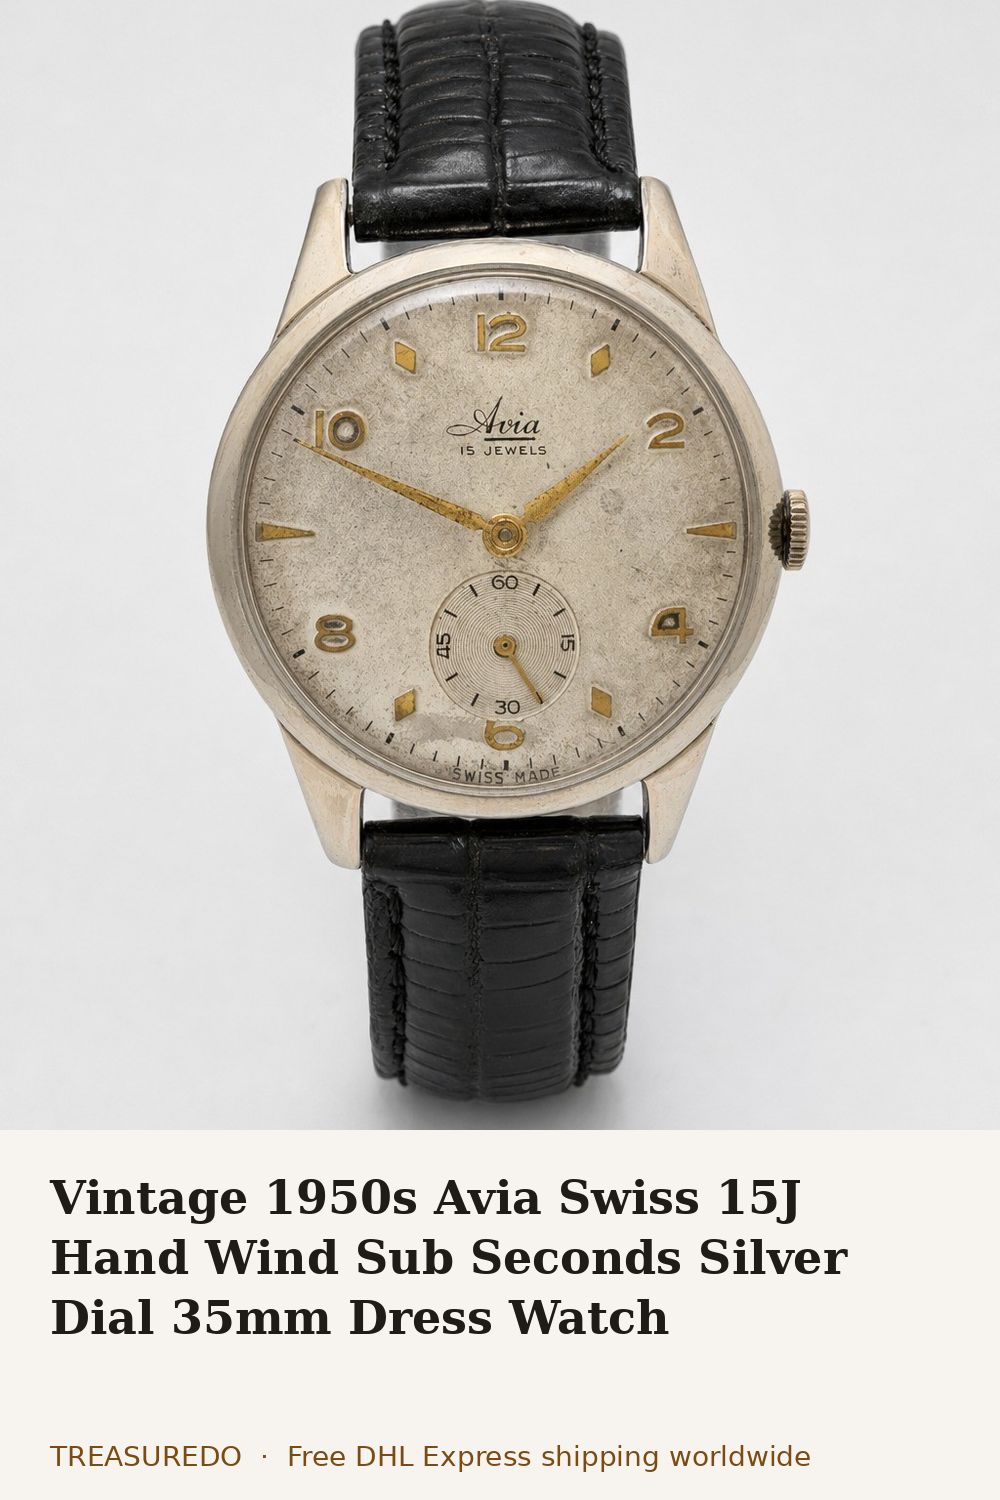 12
10
2
Avia
15 JEWELS
60
45
15
30
8
4
6
SWISS MADE
Vintage 1950s Avia Swiss 15J
Hand Wind Sub Seconds Silver
Dial 35mm Dress Watch
TREASUREDO · Free DHL Express shipping worldwide